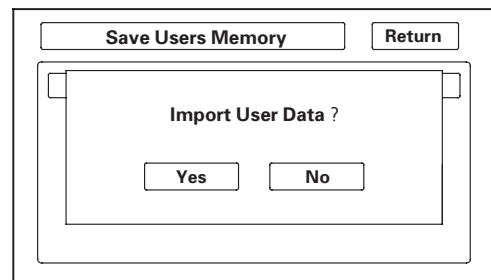 Save Users Memory Return
Import User Data ?
Yes No